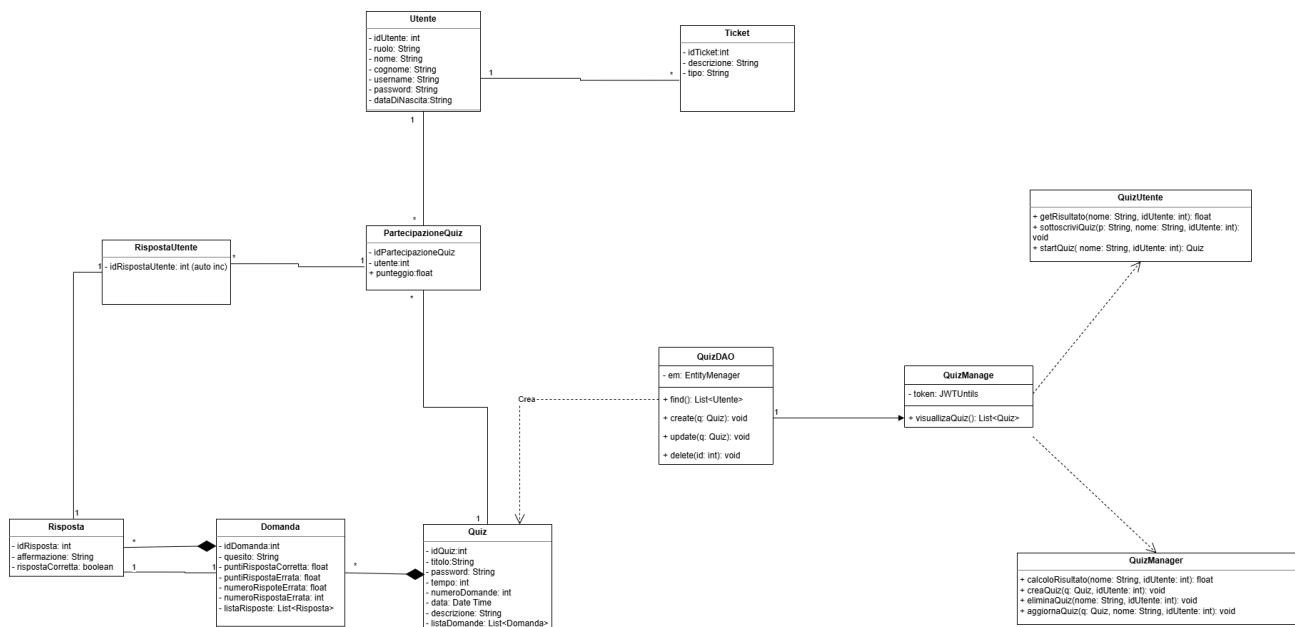 Utente
- idUtente: int
- ruolo: String
- nome: String
- cognome: String
- username: String
- password: String
- dataDiNascita:String
1
*
1
Ticket
- idTicket:int
- descrizione: String
- tipo: String
*
PartecipazioneQuiz
- idPartecipazioneQuiz
- utente:int
+ punteggio:float
1
*
RispostaUtente
- idRispostaUtente: int (auto inc)
*
1
QuizUtente
+ getRisultato(nome: String, idUtente: int): float
+ sottoscriviQuiz(p: String, nome: String, idUtente: int):
void
+ startQuiz( nome: String, idUtente: int): Quiz
QuizDAO
- em: EntityMenager
+ find(): List<Utente>
+ create(q: Quiz): void
+ update(q: Quiz): void
+ delete(id: int): void
Crea
1
QuizManage
- token: JWTUntils
+ visuallizaQuiz(): List<Quiz>
1
1
Risposta
- idRisposta: int
- affermazione: String
- rispostaCorretta: boolean
*
1
1
Domanda
- idDomanda:int
- quesito: String
- puntiRispostaCorretta: float
- puntiRispostaErrata: float
- numeroRispoteErrata: float
- numeroRispostaErrata: int
- listaRisposte: List<Risposta>
*
Quiz
- idQuiz:int
- titolo:String
- password: String
- tempo: int
- numeroDomande: int
- data: Date Time
- descrizione: String
- listaDomande: List<Domanda>
QuizManager
+ calcoloRisultato(nome: String, idUtente: int): float
+ creaQuiz(q: Quiz, idUtente: int): void
+ eliminaQuiz(nome: String, idUtente: int): void
+ aggiornaQuiz(q: Quiz, nome: String, idUtente: int): void